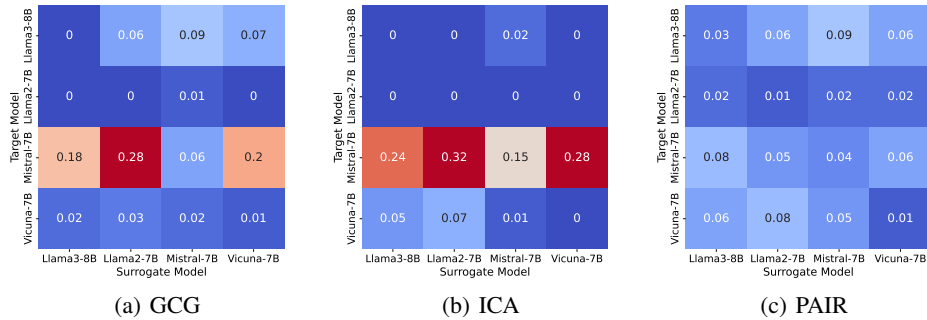 Target Model
Llama3-8B
Llama2-7B
Mistral-7B
Vicuna-7B
0 0.06 0.09 0.07
0 0 0.01 0
0.18 0.28 0.06 0.2
0.02 0.03 0.02 0.01
Llama3-8B Llama2-7B Mistral-7B Vicuna-7B
Surrogate Model
(a) GCG
Target Model
Llama3-8B
Llama2-7B
Mistral-7B
Vicuna-7B
0 0 0.02 0
0 0 0 0
0.24 0.32 0.15 0.28
0.05 0.07 0.01 0
Llama3-8B Llama2-7B Mistral-7B Vicuna-7B
Surrogate Model
(b) ICA
Target Model
Llama3-8B
Llama2-7B
Mistral-7B
Vicuna-7B
0.03 0.06 0.09 0.06
0.02 0.01 0.02 0.02
0.08 0.05 0.04 0.06
0.06 0.08 0.05 0.01
Llama3-8B Llama2-7B Mistral-7B Vicuna-7B
Surrogate Model
(c) PAIR